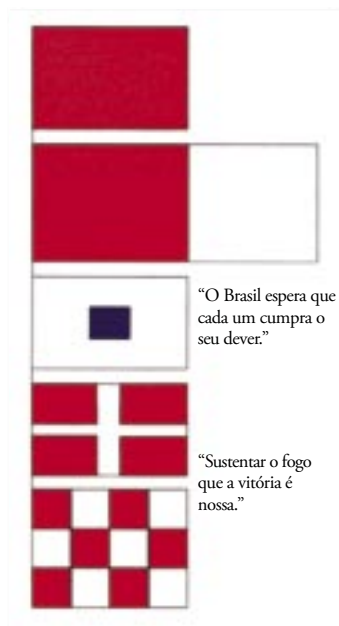 “O Brasil espera que
cada um cumpra o
seu dever.”
“Sustentar o fogo
que a vitória é
nossa.”